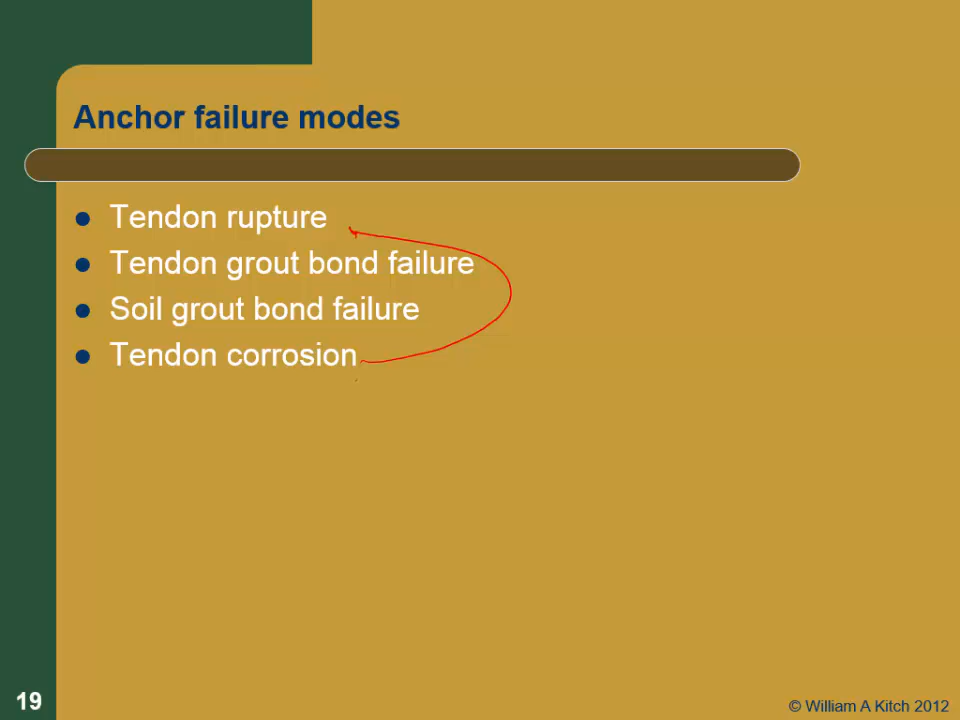 Anchor failure modes
Tendon rupture
Tendon grout bond failure
Soil grout bond failure
Tendon corrosion
19
© William A Kitch 2012